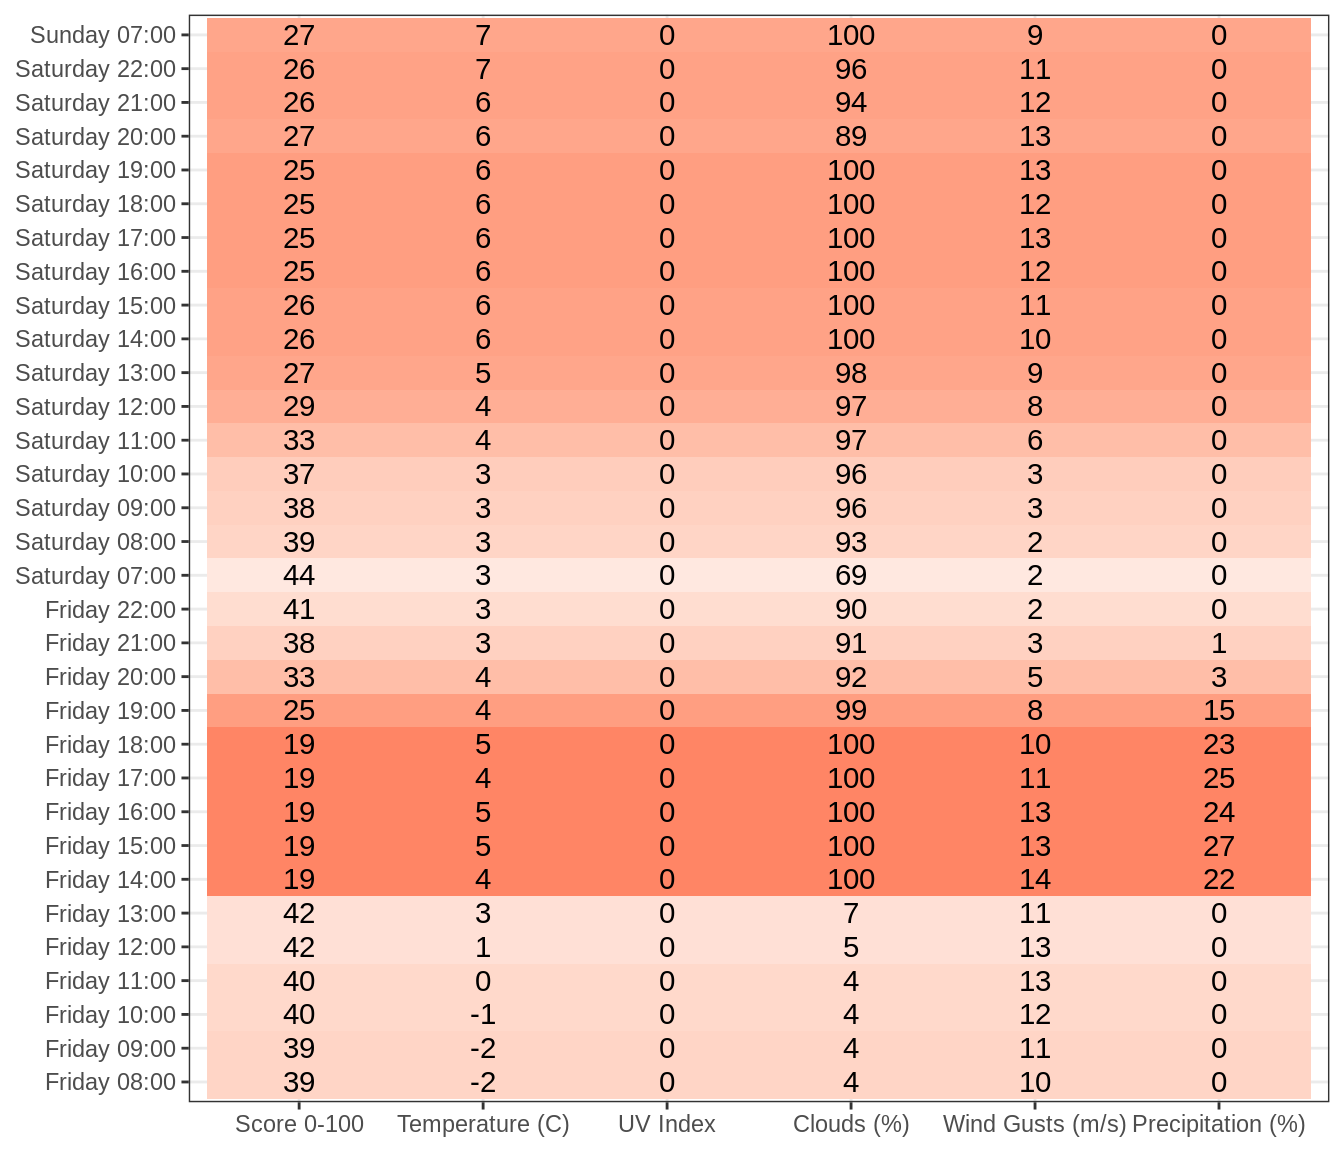 Sunday 07:00 27 7 0 100 9 0
Saturday 22:00 26 7 0 96 11 0
Saturday 21:00 26 6 0 94 12 0
Saturday 20:00 27 6 0 89 13 0
Saturday 19:00 25 6 0 100 13 0
Saturday 18:00 25 6 0 100 12 0
Saturday 17:00 25 6 0 100 13 0
Saturday 16:00 25 6 0 100 12 0
Saturday 15:00 26 6 0 100 11 0
Saturday 14:00 26 6 0 100 10 0
Saturday 13:00 27 5 0 98 9 0
Saturday 12:00 29 4 0 97 8 0
Saturday 11:00 33 4 0 97 6 0
Saturday 10:00 37 3 0 96 3 0
Saturday 09:00 38 3 0 96 3 0
Saturday 08:00 39 3 0 93 2 0
Saturday 07:00 44 3 0 69 2 0
Friday 22:00 41 3 0 90 2 0
Friday 21:00 38 3 0 91 3 1
Friday 20:00 33 4 0 92 5 3
Friday 19:00 25 4 0 99 8 15
Friday 18:00 19 5 0 100 10 23
Friday 17:00 19 4 0 100 11 25
Friday 16:00 19 5 0 100 13 24
Friday 15:00 19 5 0 100 13 27
Friday 14:00 19 4 0 100 14 22
Friday 13:00 42 3 0 7 11 0
Friday 12:00 42 1 0 5 13 0
Friday 11:00 40 0 0 4 13 0
Friday 10:00 40 -1 0 4 12 0
Friday 09:00 39 -2 0 4 11 0
Friday 08:00 39 -2 0 4 10 0
Score 0-100 Temperature (C) UV Index Clouds (%) Wind Gusts (m/s) Precipitation (%)